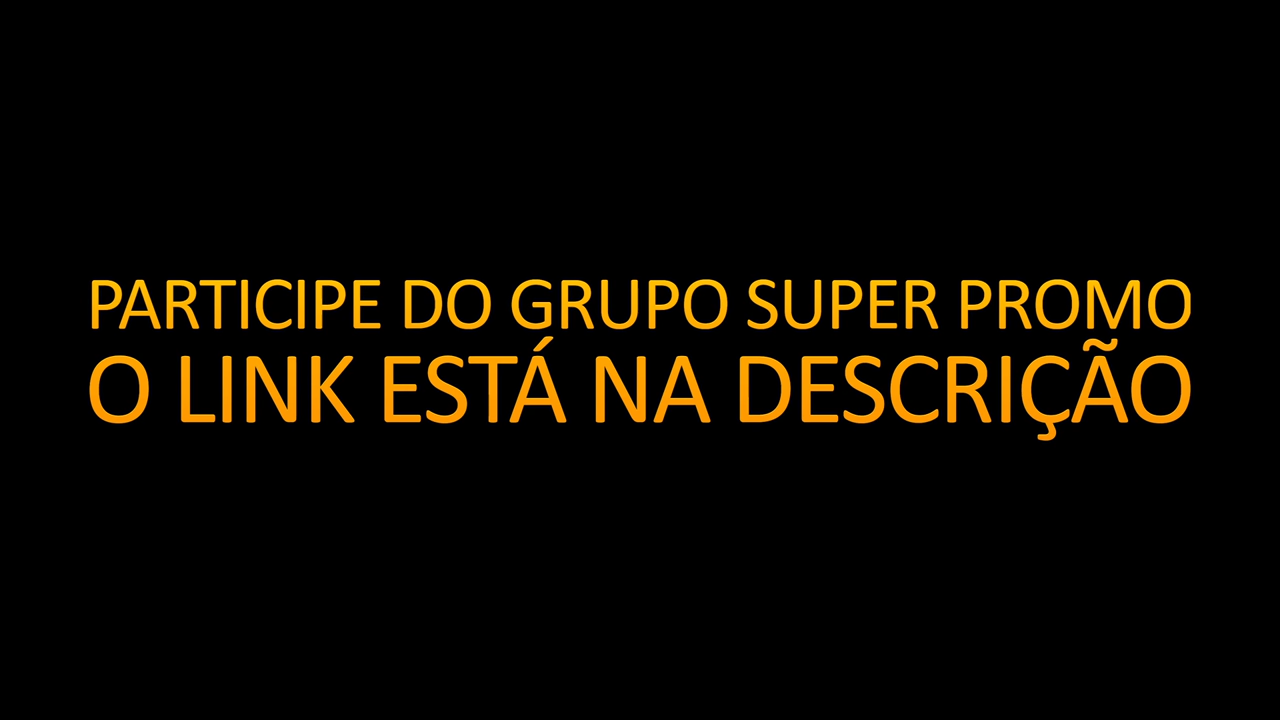 PARTICIPE DO GRUPO SUPER PROMO
O LINK ESTÁ NA DESCRIÇÃO